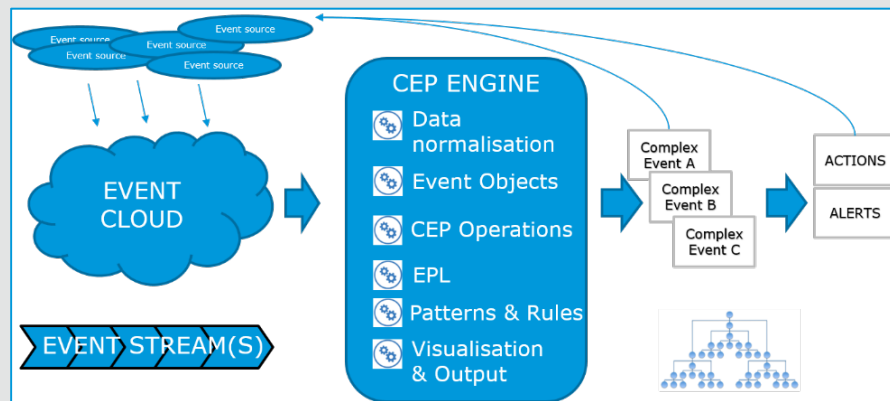 Event source
Event source
Event source
Event source
Event source
EVENT
CLOUD
EVENT STREAM(S)
CEP ENGINE
Data
normalisation
Event Objects
CEP Operations
EPL
Patterns & Rules
Visualisation
& Output
Complex
Event A
Complex
Event B
Complex
Event C
ACTIONS
ALERTS